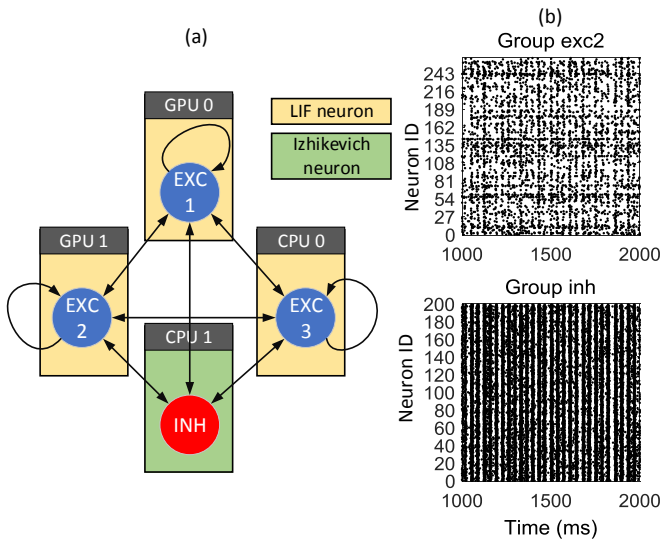 (a)
GPU 0
EXC
1
LIF neuron
Izhikevich
neuron
GPU 1
EXC
2
CPU 0
EXC
3
CPU 1
INH
(b)
Group exc2
Neuron ID
243
216
189
162
135
108
81
54
27
0
1000 1500 2000
Group inh
Neuron ID
200
180
160
140
120
100
80
60
40
20
0
1000 1500 2000
Time (ms)